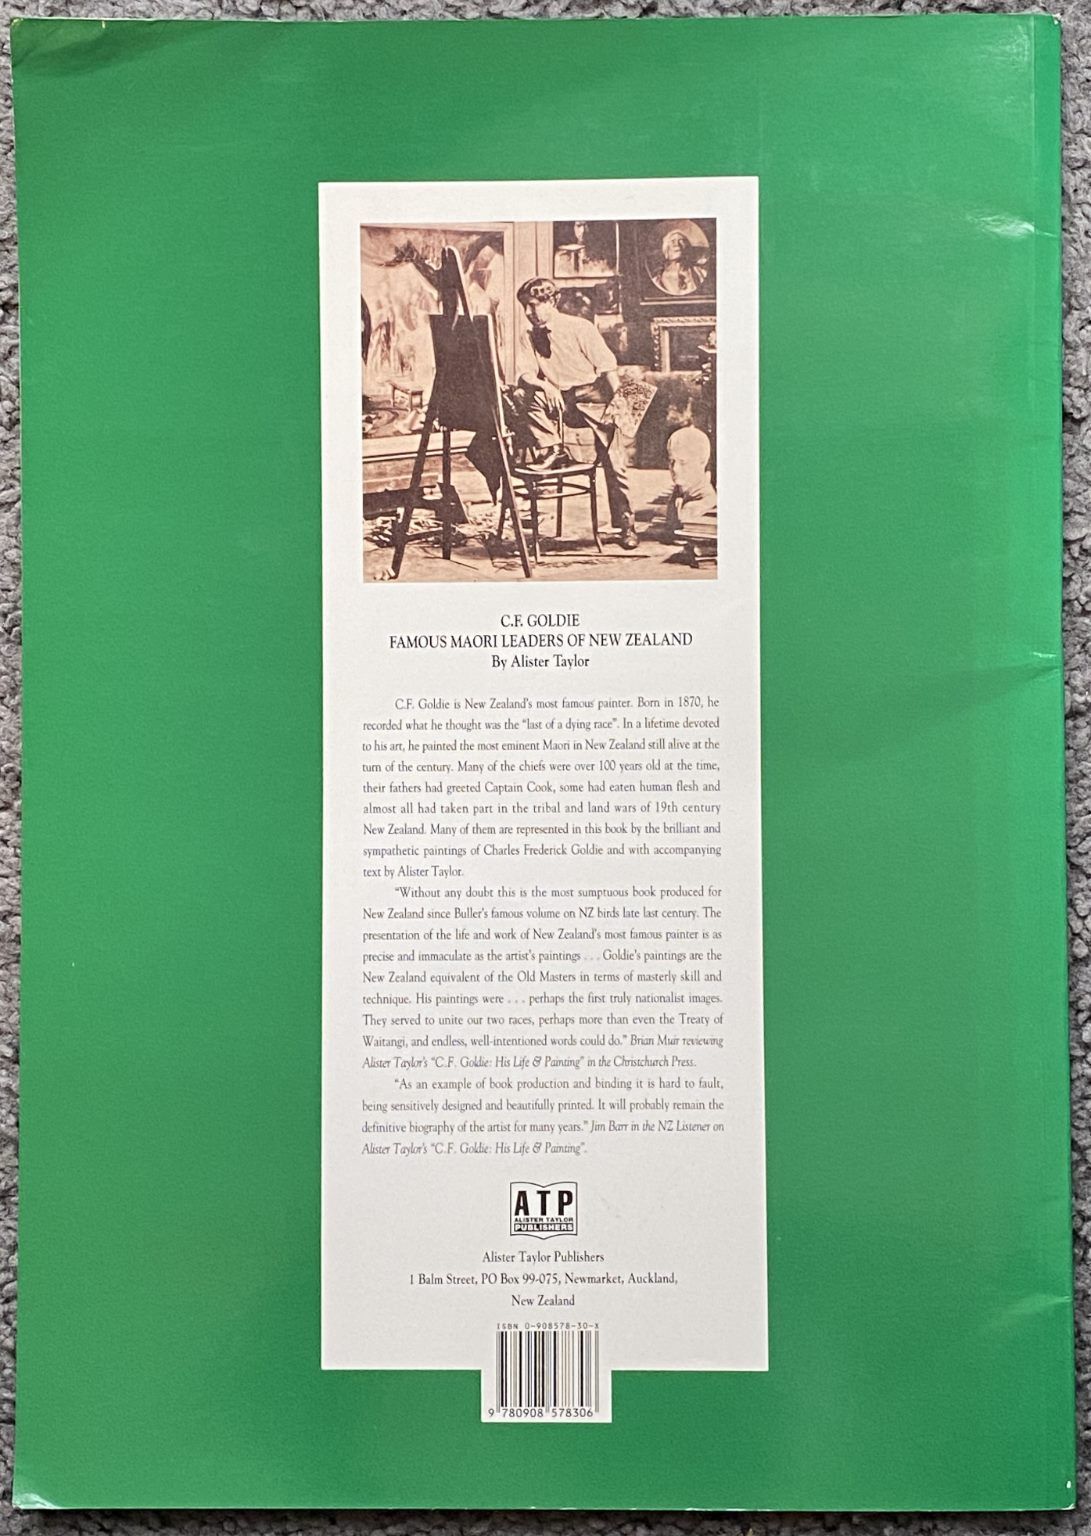 C.F. GOLDIE
FAMOUS MAORI LEADERS OF NEW ZEALAND
By Alister Taylor
C.F. Goldie is New Zealand's most famous painter. Born in 1870, he
recorded what he thought was the "last of a dying race". In a lifetime devoted
to his art, he painted the most eminent Maori in New Zealand still alive at the
turn of the century. Many of the chiefs were over 100 years old at the time,
their fathers had greeted Captain Cook, some had eaten human flesh and
almost all had taken part in the tribal and land wars of 19th century
New Zealand. Many of them are represented in this book by the brilliant and
sympathetic paintings of Charles Frederick Goldie and with accompanying
text by Alister Taylor.
"Without any doubt this is the most sumptuous book produced for
New Zealand since Buller's famous volume on NZ birds late last century. The
presentation of the life and work of New Zealand's most famous painter is as
precise and immaculate as the artist's paintings . . . Goldie's paintings are the
New Zealand equivalent of the Old Masters in terms of masterly skill and
technique. His paintings were . . . perhaps the first truly nationalist images.
They served to unite our two races, perhaps more than even the Treaty of
Waitangi, and endless, well-intentioned words could do." Brian Muir reviewing
Alister Taylor's "C.F. Goldie: His Life & Painting" in the Christchurch Press.
"As an example of book production and binding it is hard to fault,
being sensitively designed and beautifully printed. It will probably remain the
definitive biography of the artist for many years." Jim Barr in the NZ Listener on
Alister Taylor's "C.F. Goldie: His Life & Painting".
ATP
ALISTER TAYLOR
PUBLISHERS
Alister Taylor Publishers
1 Balm Street, PO Box 99-075, Newmarket, Auckland,
New Zealand
ISBN 0-908578-30-X
9 780908 578306